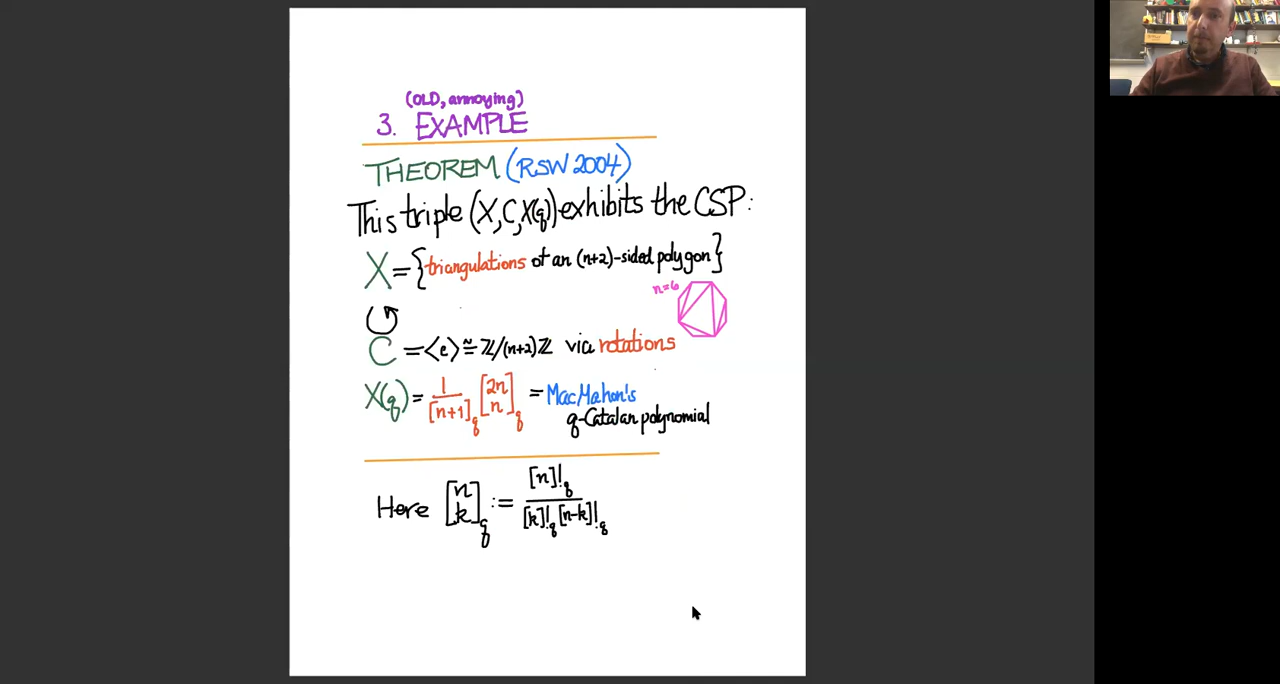 (OLD, annoying)
3. EXAMPLE
THEOREM (RSW 2004)
This triple (X, C, X(q)) exhibits the CSP:
X = {triangulations of an (n+2)-sided polygon}
n=6
C = <c> ≅ ℤ/(n+2)ℤ via rotations
X(q) = 1/[n+1]_q [2n n]_q = MacMahon's
q-Catalan polynomial
Here [n k]_q := [n]!_q / [k]!_q [n-k]!_q